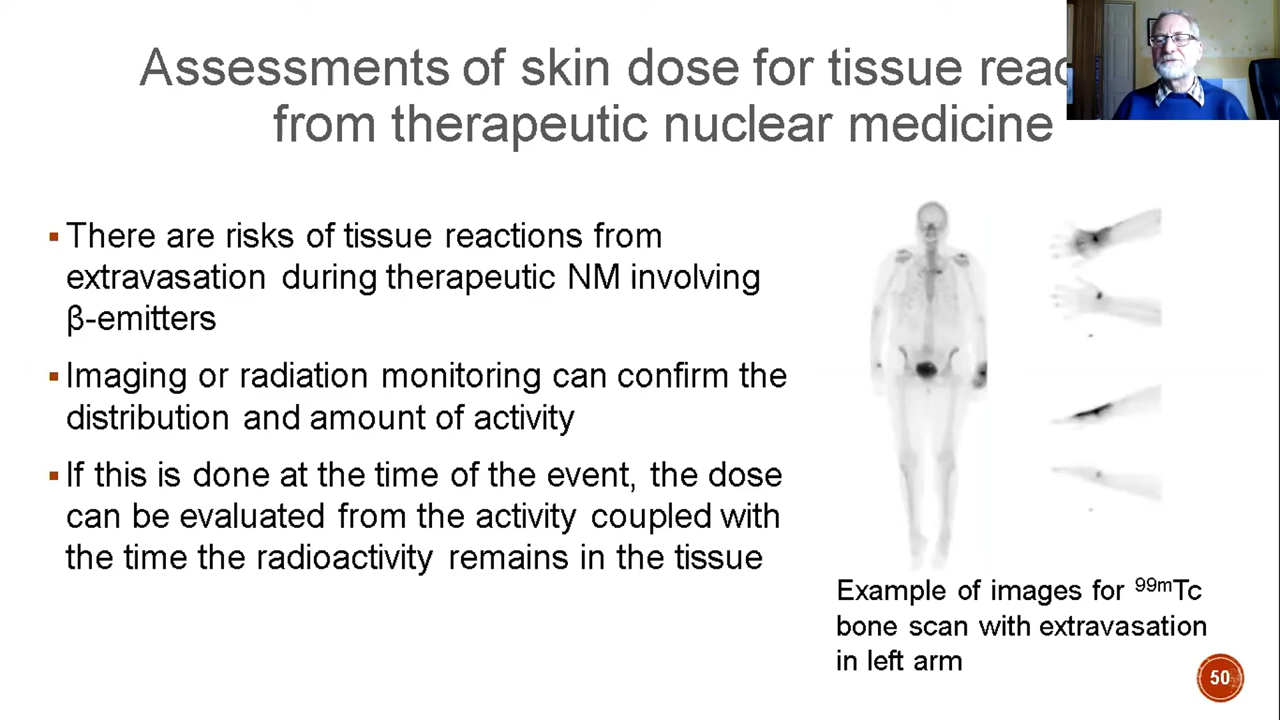 Assessments of skin dose for tissue
from therapeutic nuclear medicine
▪ There are risks of tissue reactions from
extravasation during therapeutic NM involving
β-emitters
▪ Imaging or radiation monitoring can confirm the
distribution and amount of activity
▪ If this is done at the time of the event, the dose
can be evaluated from the activity coupled with
the time the radioactivity remains in the tissue
Example of images for ⁹⁹ᵐTc
bone scan with extravasation
in left arm
50